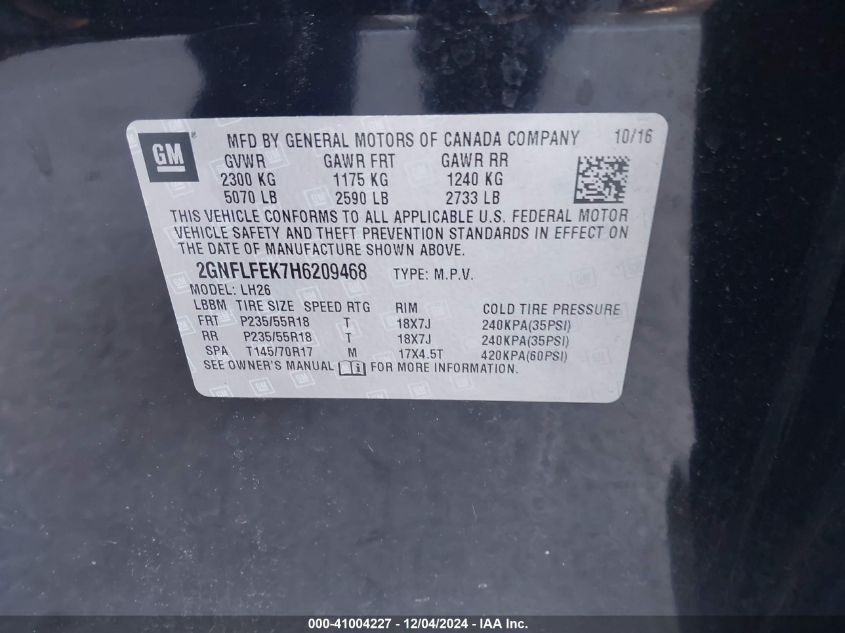 GM ® MFD BY GENERAL MOTORS OF CANADA COMPANY 10/16
GVWR GAWR FRT GAWR RR
2300 KG 1175 KG 1240 KG
5070 LB 2590 LB 2733 LB
THIS VEHICLE CONFORMS TO ALL APPLICABLE U.S. FEDERAL MOTOR
VEHICLE SAFETY AND THEFT PREVENTION STANDARDS IN EFFECT ON
THE DATE OF MANUFACTURE SHOWN ABOVE.
2GNFLFEK7H6209468 TYPE: M.P.V.
MODEL: LH26
LBBM TIRE SIZE SPEED RTG RIM COLD TIRE PRESSURE
FRT P235/55R18 T 18X7J 240KPA(35PSI)
RR P235/55R18 T 18X7J 240KPA(35PSI)
SPA T145/70R17 M 17X4.5T 420KPA(60PSI)
SEE OWNER'S MANUAL FOR MORE INFORMATION.
000-41004227 - 12/04/2024 - IAA Inc.